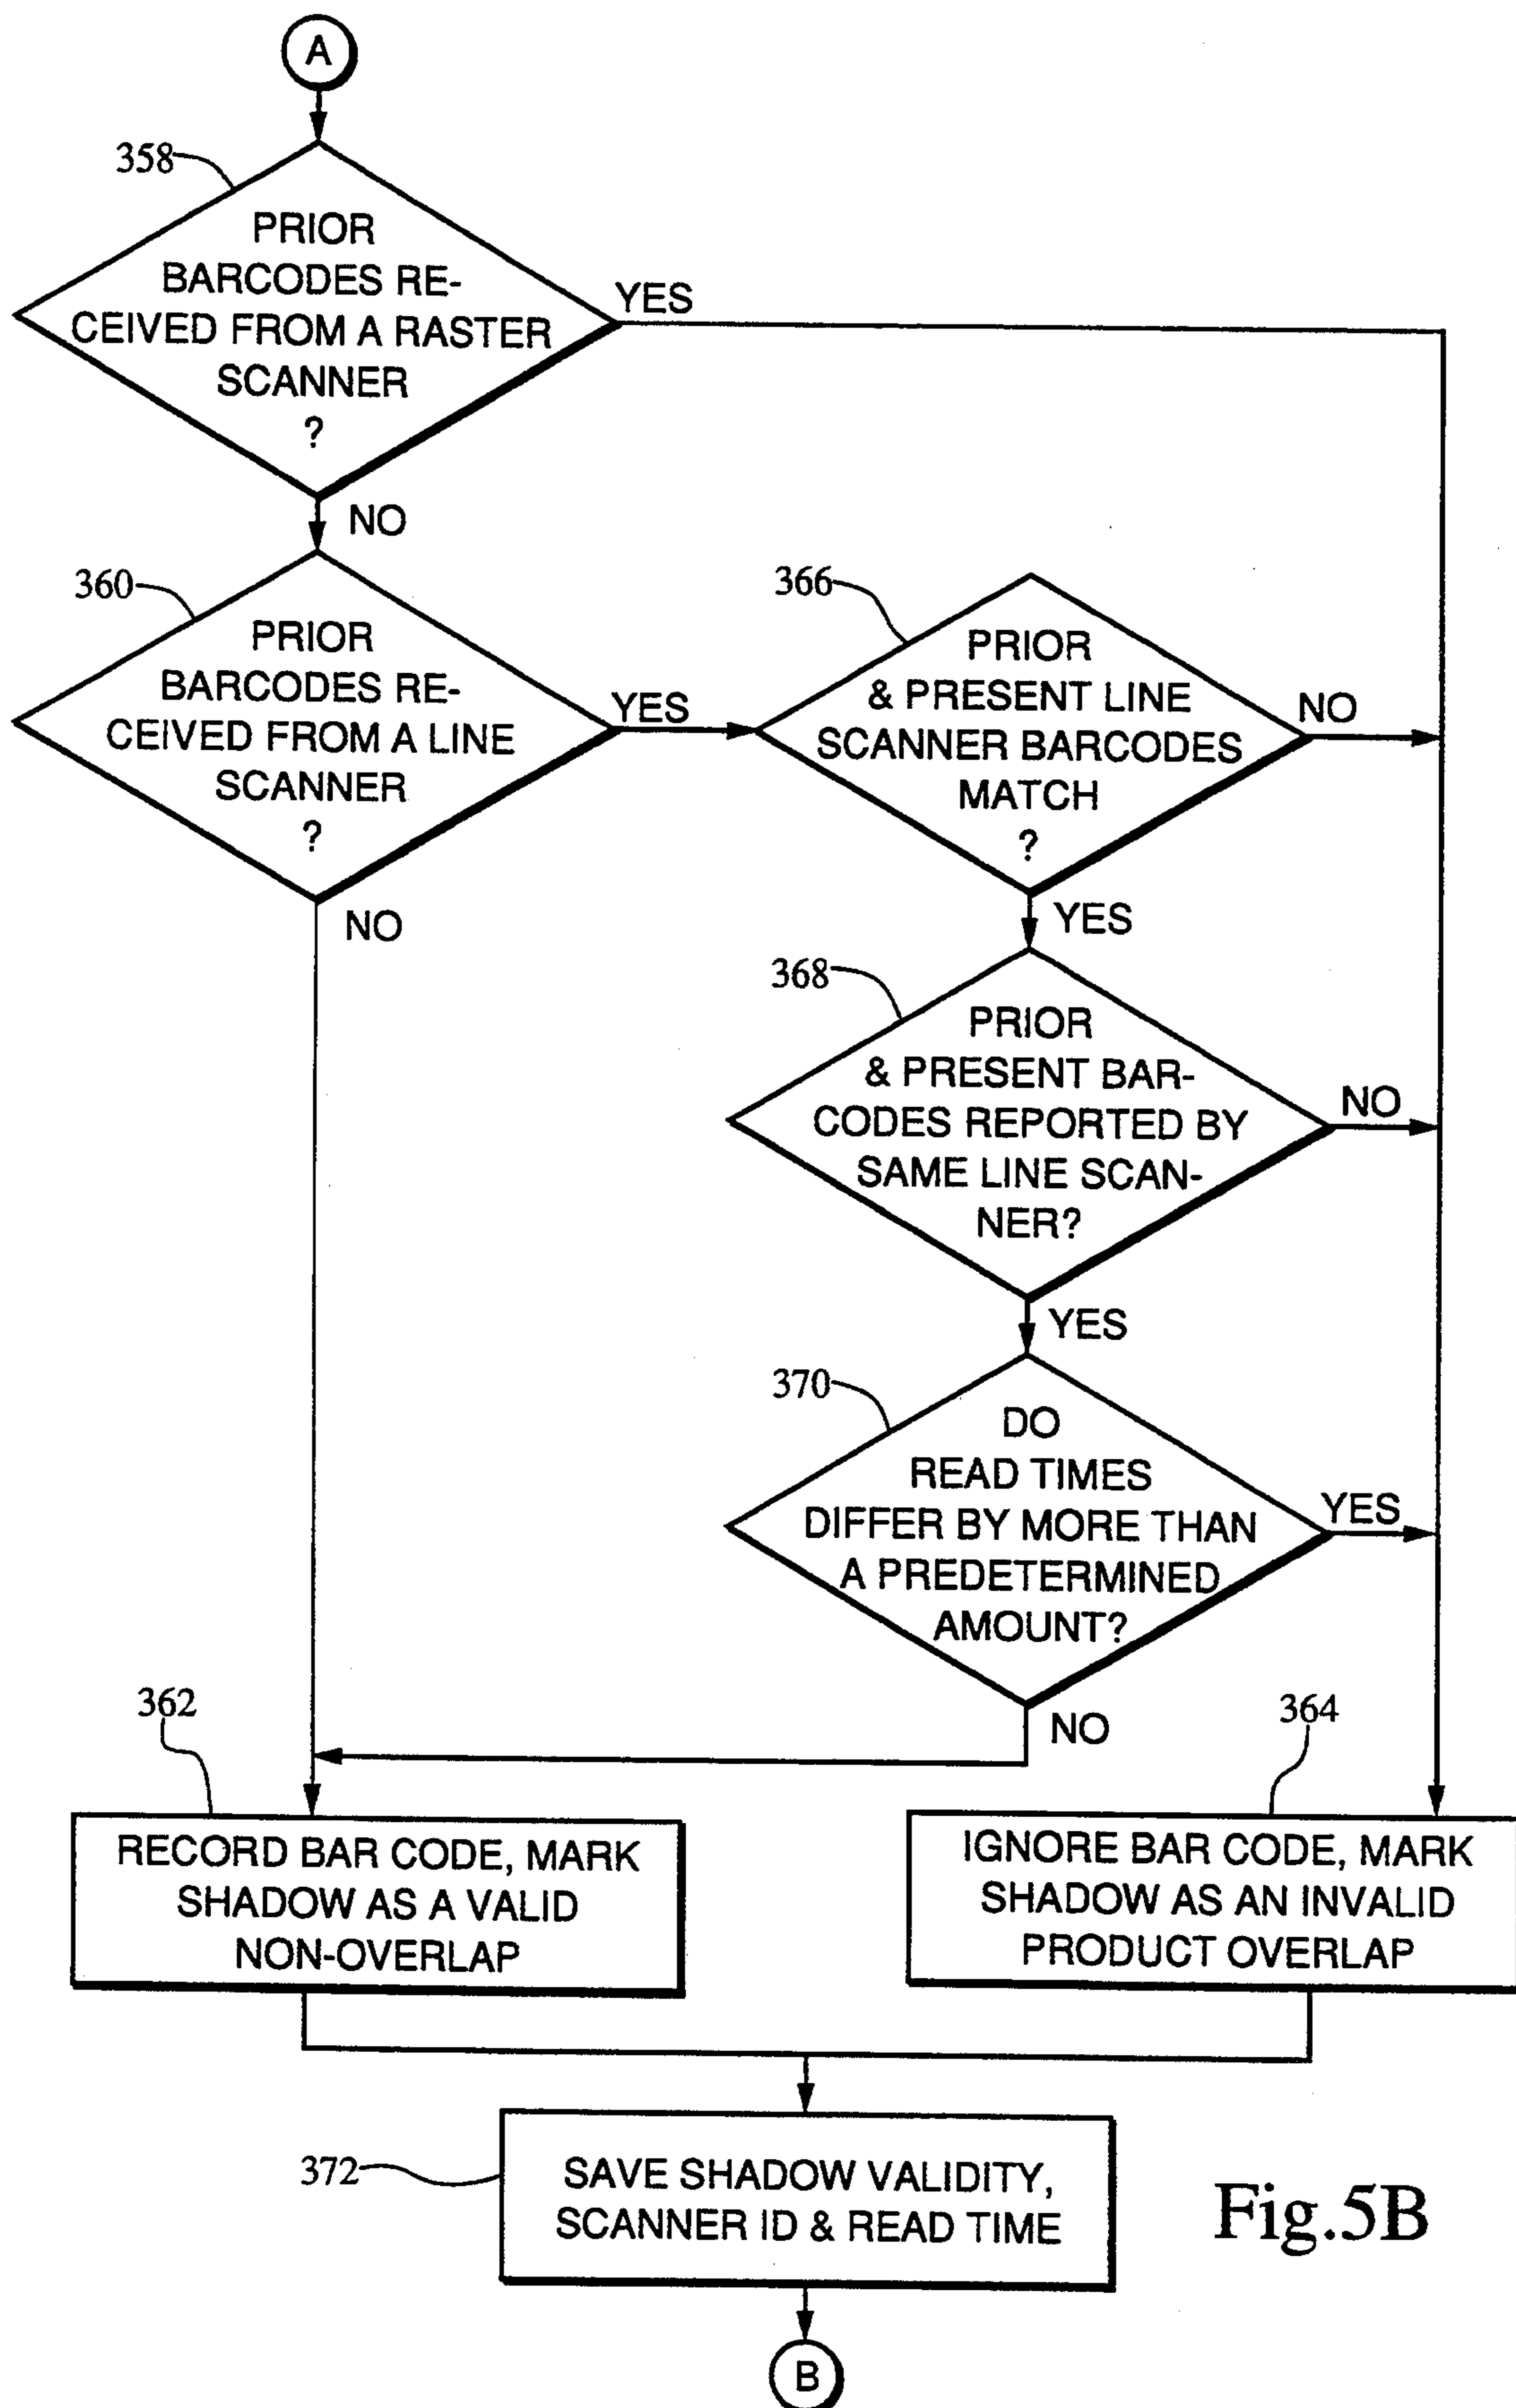 A
358
PRIOR
BARCODES RE-
CEIVED FROM A RASTER
SCANNER
?
YES
NO
360
PRIOR
BARCODES RE-
CEIVED FROM A LINE
SCANNER
?
YES
NO
366
PRIOR
& PRESENT LINE
SCANNER BARCODES
MATCH
?
NO
YES
368
PRIOR
& PRESENT BAR-
CODES REPORTED BY
SAME LINE SCAN-
NER?
NO
YES
370
DO
READ TIMES
DIFFER BY MORE THAN
A PREDETERMINED
AMOUNT?
YES
NO
362
RECORD BAR CODE, MARK
SHADOW AS A VALID
NON-OVERLAP
364
IGNORE BAR CODE, MARK
SHADOW AS AN INVALID
PRODUCT OVERLAP
372
SAVE SHADOW VALIDITY,
SCANNER ID & READ TIME
Fig.5B
B